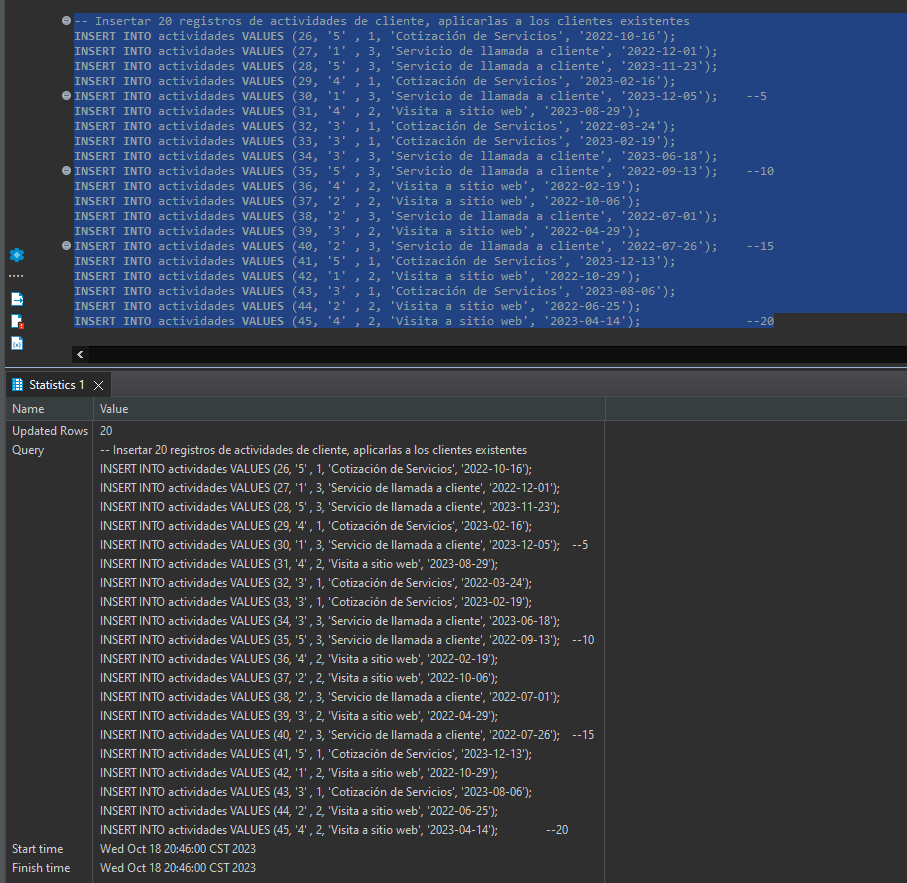 -- Insertar 20 registros de actividades de cliente, aplicarlas a los clientes existentes
INSERT INTO actividades VALUES (26, '5' , 1, 'Cotización de Servicios', '2022-10-16');
INSERT INTO actividades VALUES (27, '1' , 3, 'Servicio de llamada a cliente', '2022-12-01');
INSERT INTO actividades VALUES (28, '5' , 3, 'Servicio de llamada a cliente', '2023-11-23');
INSERT INTO actividades VALUES (29, '4' , 1, 'Cotización de Servicios', '2023-02-16');
INSERT INTO actividades VALUES (30, '1' , 3, 'Servicio de llamada a cliente', '2023-12-05');    --5
INSERT INTO actividades VALUES (31, '4' , 2, 'Visita a sitio web', '2023-08-29');
INSERT INTO actividades VALUES (32, '3' , 1, 'Cotización de Servicios', '2022-03-24');
INSERT INTO actividades VALUES (33, '3' , 1, 'Cotización de Servicios', '2023-02-19');
INSERT INTO actividades VALUES (34, '3' , 3, 'Servicio de llamada a cliente', '2023-06-18');
INSERT INTO actividades VALUES (35, '5' , 3, 'Servicio de llamada a cliente', '2022-09-13');    --10
INSERT INTO actividades VALUES (36, '4' , 2, 'Visita a sitio web', '2022-02-19');
INSERT INTO actividades VALUES (37, '2' , 2, 'Visita a sitio web', '2022-10-06');
INSERT INTO actividades VALUES (38, '2' , 3, 'Servicio de llamada a cliente', '2022-07-01');
INSERT INTO actividades VALUES (39, '3' , 2, 'Visita a sitio web', '2022-04-29');
INSERT INTO actividades VALUES (40, '2' , 3, 'Servicio de llamada a cliente', '2022-07-26');    --15
INSERT INTO actividades VALUES (41, '5' , 1, 'Cotización de Servicios', '2023-12-13');
INSERT INTO actividades VALUES (42, '1' , 2, 'Visita a sitio web', '2022-10-29');
INSERT INTO actividades VALUES (43, '3' , 1, 'Cotización de Servicios', '2023-08-06');
INSERT INTO actividades VALUES (44, '2' , 2, 'Visita a sitio web', '2022-06-25');
INSERT INTO actividades VALUES (45, '4' , 2, 'Visita a sitio web', '2023-04-14');               --20
Statistics 1
Name Value
Updated Rows 20
Query -- Insertar 20 registros de actividades de cliente, aplicarlas a los clientes existentes
INSERT INTO actividades VALUES (26, '5' , 1, 'Cotización de Servicios', '2022-10-16');
INSERT INTO actividades VALUES (27, '1' , 3, 'Servicio de llamada a cliente', '2022-12-01');
INSERT INTO actividades VALUES (28, '5' , 3, 'Servicio de llamada a cliente', '2023-11-23');
INSERT INTO actividades VALUES (29, '4' , 1, 'Cotización de Servicios', '2023-02-16');
INSERT INTO actividades VALUES (30, '1' , 3, 'Servicio de llamada a cliente', '2023-12-05');    --5
INSERT INTO actividades VALUES (31, '4' , 2, 'Visita a sitio web', '2023-08-29');
INSERT INTO actividades VALUES (32, '3' , 1, 'Cotización de Servicios', '2022-03-24');
INSERT INTO actividades VALUES (33, '3' , 1, 'Cotización de Servicios', '2023-02-19');
INSERT INTO actividades VALUES (34, '3' , 3, 'Servicio de llamada a cliente', '2023-06-18');
INSERT INTO actividades VALUES (35, '5' , 3, 'Servicio de llamada a cliente', '2022-09-13');    --10
INSERT INTO actividades VALUES (36, '4' , 2, 'Visita a sitio web', '2022-02-19');
INSERT INTO actividades VALUES (37, '2' , 2, 'Visita a sitio web', '2022-10-06');
INSERT INTO actividades VALUES (38, '2' , 3, 'Servicio de llamada a cliente', '2022-07-01');
INSERT INTO actividades VALUES (39, '3' , 2, 'Visita a sitio web', '2022-04-29');
INSERT INTO actividades VALUES (40, '2' , 3, 'Servicio de llamada a cliente', '2022-07-26');    --15
INSERT INTO actividades VALUES (41, '5' , 1, 'Cotización de Servicios', '2023-12-13');
INSERT INTO actividades VALUES (42, '1' , 2, 'Visita a sitio web', '2022-10-29');
INSERT INTO actividades VALUES (43, '3' , 1, 'Cotización de Servicios', '2023-08-06');
INSERT INTO actividades VALUES (44, '2' , 2, 'Visita a sitio web', '2022-06-25');
INSERT INTO actividades VALUES (45, '4' , 2, 'Visita a sitio web', '2023-04-14');               --20
Start time Wed Oct 18 20:46:00 CST 2023
Finish time Wed Oct 18 20:46:00 CST 2023